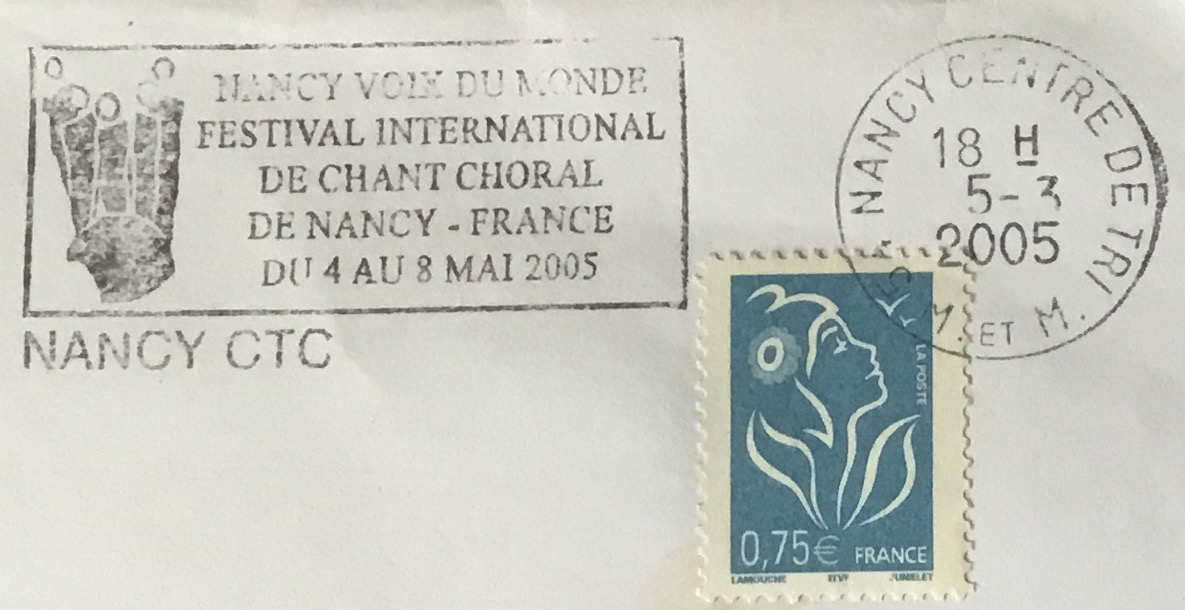 NANCY VOIX DU MONDE
FESTIVAL INTERNATIONAL
DE CHANT CHORAL
DE NANCY - FRANCE
DU 4 AU 8 MAI 2005
NANCY CTC
NANCY CENTRE DE TRI
18 H
5-3
2005
M. ET M.
LA POSTE
0,75€ FRANCE
LAMOUCHE ITVF JUMELET